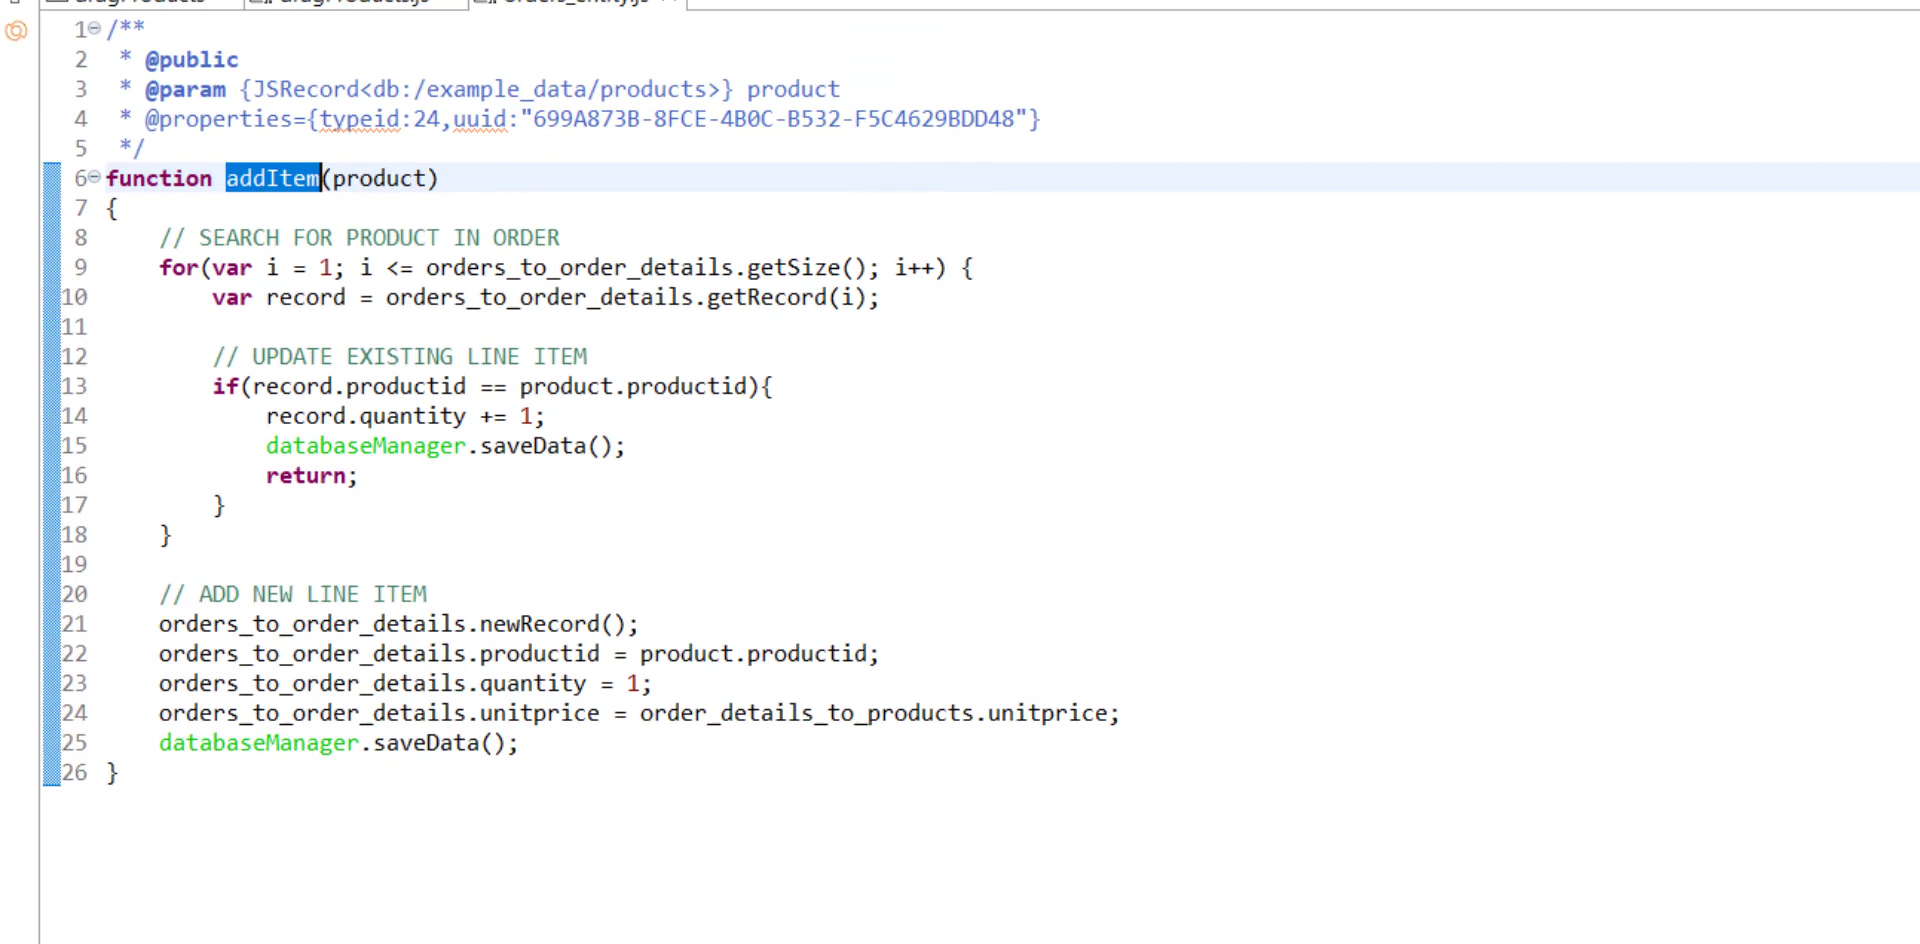 1 /**
2 * @public
3 * @param {JSRecord<db:/example_data/products>} product
4 * @properties={typeid:24,uuid:"699A873B-8FCE-4B0C-B532-F5C4629BDD48"}
5 */
6 function addItem(product)
7 {
8 // SEARCH FOR PRODUCT IN ORDER
9 for(var i = 1; i <= orders_to_order_details.getSize(); i++) {
10 var record = orders_to_order_details.getRecord(i);
11
12 // UPDATE EXISTING LINE ITEM
13 if(record.productid == product.productid){
14 record.quantity += 1;
15 databaseManager.saveData();
16 return;
17 }
18 }
19
20 // ADD NEW LINE ITEM
21 orders_to_order_details.newRecord();
22 orders_to_order_details.productid = product.productid;
23 orders_to_order_details.quantity = 1;
24 orders_to_order_details.unitprice = order_details_to_products.unitprice;
25 databaseManager.saveData();
26 }